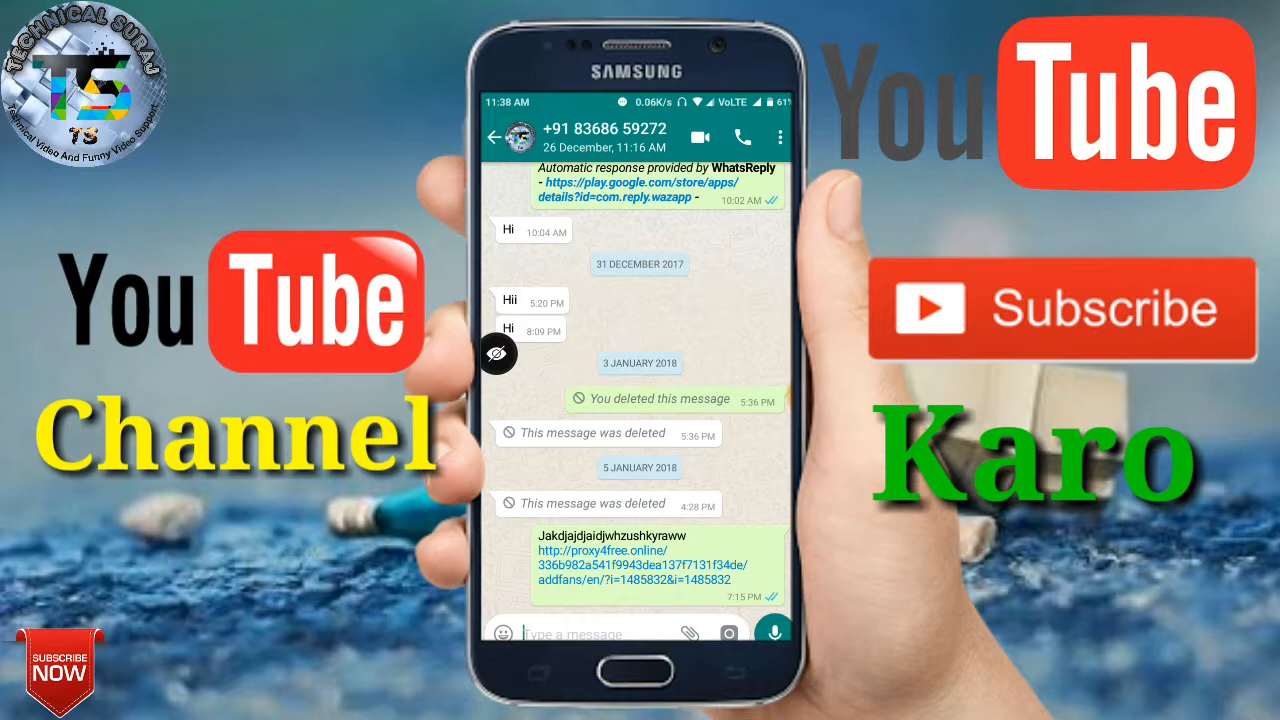 TECHNICAL SURAJ
TS
TS
Technical Video And Funny Video Support
YouTube
Channel
SUBSCRIBE
NOW
SAMSUNG
11:38 AM
0.06K/s
VoLTE
61%
+91 83686 59272
26 December, 11:16 AM
Automatic response provided by WhatsReply
- https://play.google.com/store/apps/
details?id=com.reply.wazapp -
10:02 AM
Hi
10:04 AM
31 DECEMBER 2017
Hii
5:20 PM
Hi
8:09 PM
3 JANUARY 2018
You deleted this message
5:36 PM
This message was deleted
5:36 PM
5 JANUARY 2018
This message was deleted
4:28 PM
Jakdjajdjaidjwhzushkyraww
http://proxy4free.online/
336b982a541f9943dea137f7131f34de/
addfans/en/?i=1485832&i=1485832
7:15 PM
Type a message
YouTube
Subscribe
Karo